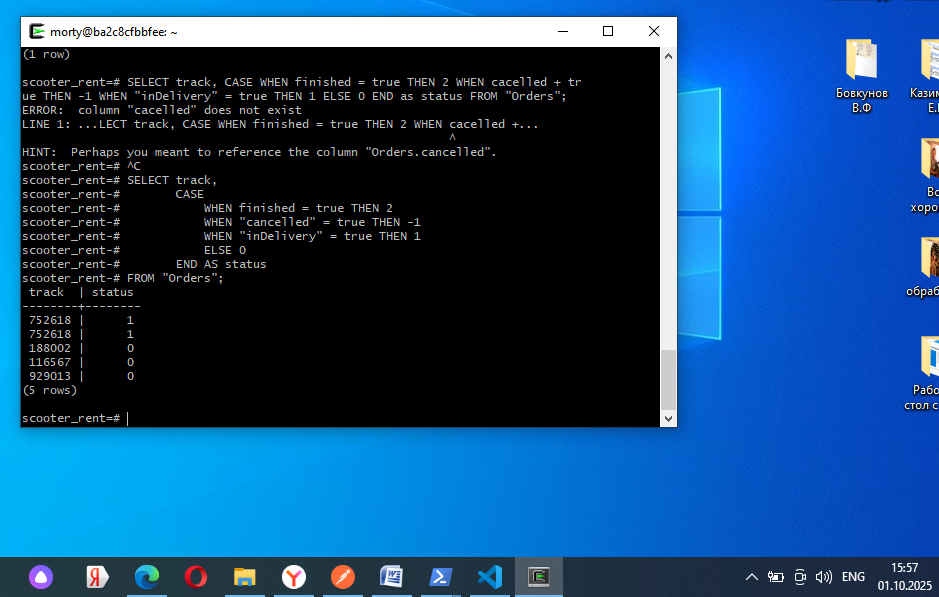 morty@ba2c8cfbbfee: ~
(1 row)
scooter_rent=# SELECT track, CASE WHEN finished = true THEN 2 WHEN cacelled + tr
ue THEN -1 WHEN "inDelivery" = true THEN 1 ELSE 0 END as status FROM "Orders";
ERROR:  column "cacelled" does not exist
LINE 1: ...LECT track, CASE WHEN finished = true THEN 2 WHEN cacelled +...
^
HINT:  Perhaps you meant to reference the column "Orders.cancelled".
scooter_rent=# ^C
scooter_rent=# SELECT track,
scooter_rent-#        CASE
scooter_rent-#            WHEN finished = true THEN 2
scooter_rent-#            WHEN "cancelled" = true THEN -1
scooter_rent-#            WHEN "inDelivery" = true THEN 1
scooter_rent-#            ELSE 0
scooter_rent-#        END AS status
scooter_rent-# FROM "Orders";
track  | status
--------+--------
752618 |      1
752618 |      1
188002 |      0
116567 |      0
929013 |      0
(5 rows)
scooter_rent=#
Бовкунов
В.Ф
Казим
Е.
Вс
хоро
обраб
Рабо
стол с
ENG
15:57
01.10.2025